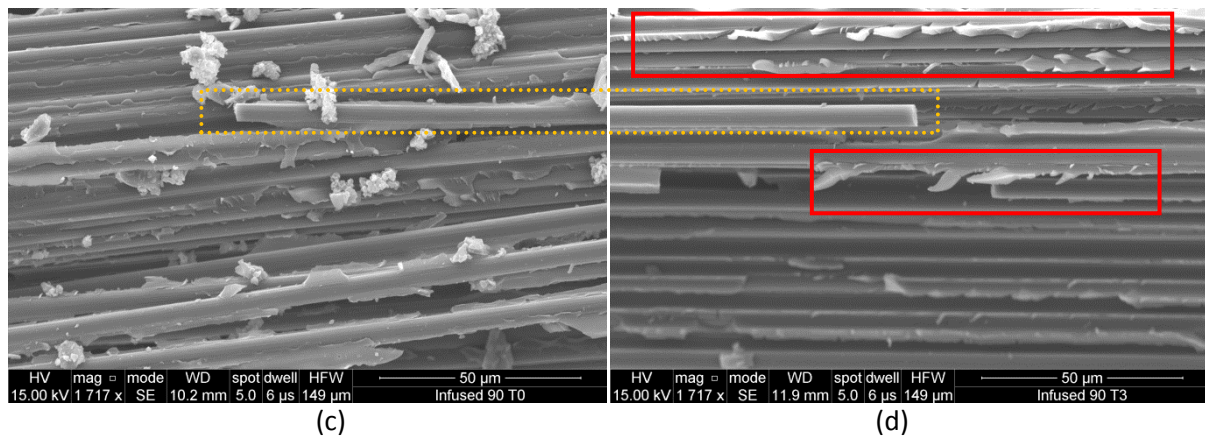 HV mag □ mode WD spot dwell HFW 50 µm
15.00 kV 1 717 x SE 10.2 mm 5.0 6 µs 149 µm Infused 90 T0
HV mag □ mode WD spot dwell HFW 50 µm
15.00 kV 1 717 x SE 11.9 mm 5.0 6 µs 149 µm Infused 90 T3
(c)
(d)